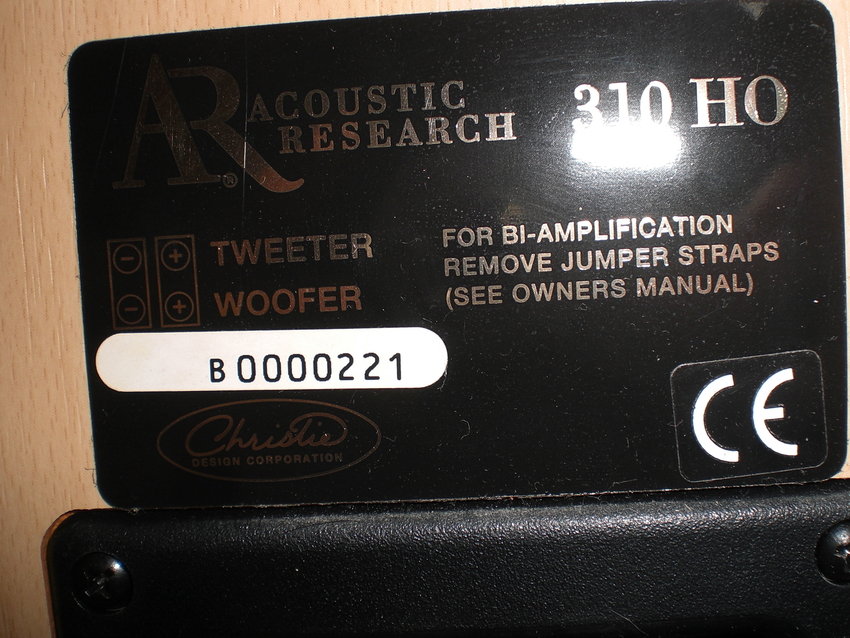 AR®
ACOUSTIC
RESEARCH
310 HO
- + TWEETER
- + WOOFER
FOR BI-AMPLIFICATION
REMOVE JUMPER STRAPS
(SEE OWNERS MANUAL)
B0000221
Christie
DESIGN CORPORATION
CE